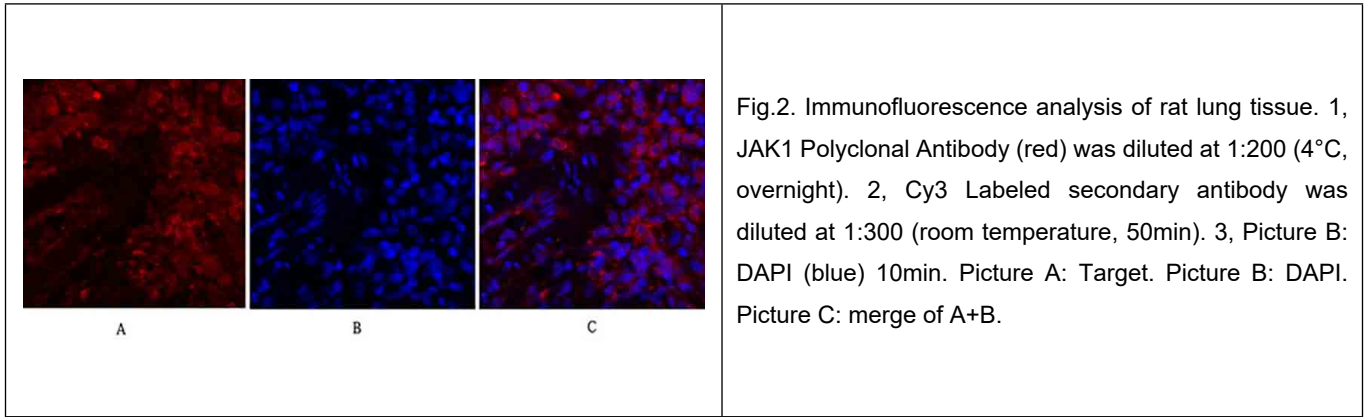 A
B
C
Fig.2. Immunofluorescence analysis of rat lung tissue. 1,
JAK1 Polyclonal Antibody (red) was diluted at 1:200 (4°C,
overnight). 2, Cy3 Labeled secondary antibody was
diluted at 1:300 (room temperature, 50min). 3, Picture B:
DAPI (blue) 10min. Picture A: Target. Picture B: DAPI.
Picture C: merge of A+B.